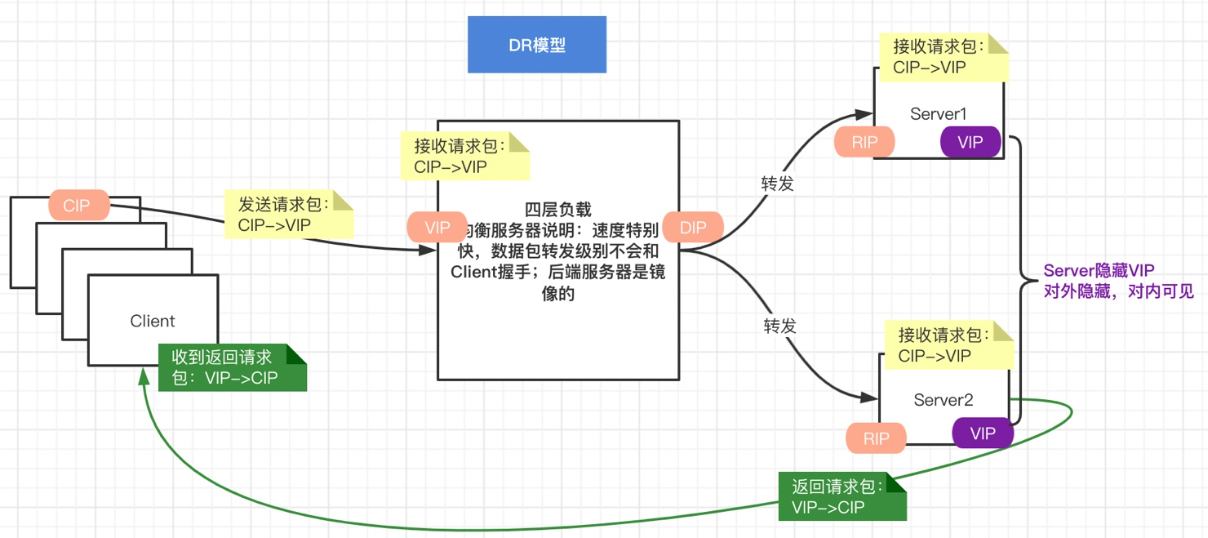 DR模型
接收请求包：
CIP->VIP
Server1
RIP
VIP
接收请求包：
CIP->VIP
CIP
发送请求包：
CIP->VIP
VIP
四层负载
均衡服务器说明：速度特别
快，数据包转发级别不会和
Client握手；后端服务器是镜
像的
DIP
转发
转发
Server隐藏VIP
对外隐藏，对内可见
Client
收到返回请求
包：VIP->CIP
接收请求包：
CIP->VIP
Server2
RIP
VIP
返回请求包：
VIP->CIP